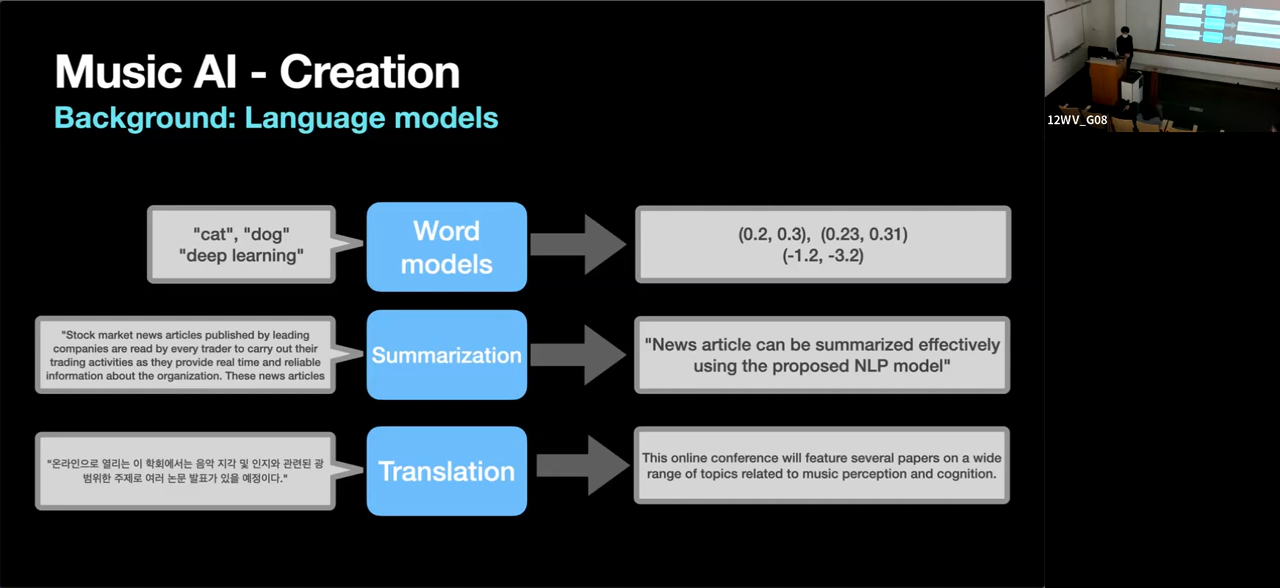 Music AI - Creation
Background: Language models
"cat", "dog"
"deep learning"
Word
models
(0.2, 0.3),  (0.23, 0.31)
(-1.2, -3.2)
"Stock market news articles published by leading
companies are read by every trader to carry out their
trading activities as they provide real time and reliable
information about the organization. These news articles
Summarization
"News article can be summarized effectively
using the proposed NLP model"
"온라인으로 열리는 이 학회에서는 음악 지각 및 인지와 관련된 광
범위한 주제로 여러 논문 발표가 있을 예정이다."
Translation
This online conference will feature several papers on a wide
range of topics related to music perception and cognition.
12WV_G08